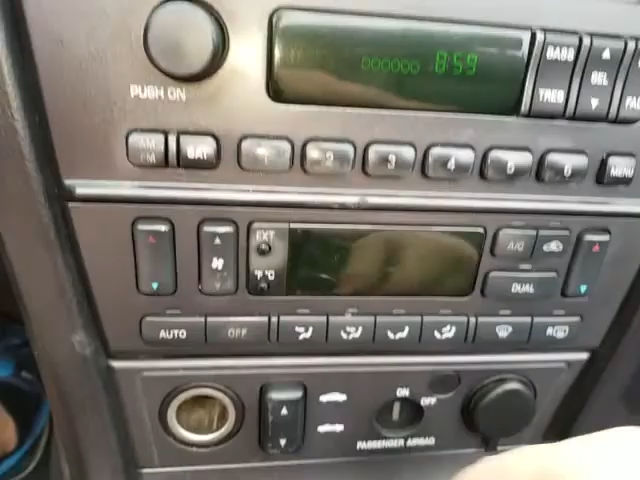 BASS
8:59
SEL
PUSH ON
TREB
FAD
AM
FM
SAT
1 2 3 4 5 6 MENU
EXT
A/C
°F °C
DUAL
AUTO OFF R
ON
OFF
PASSENGER AIRBAG